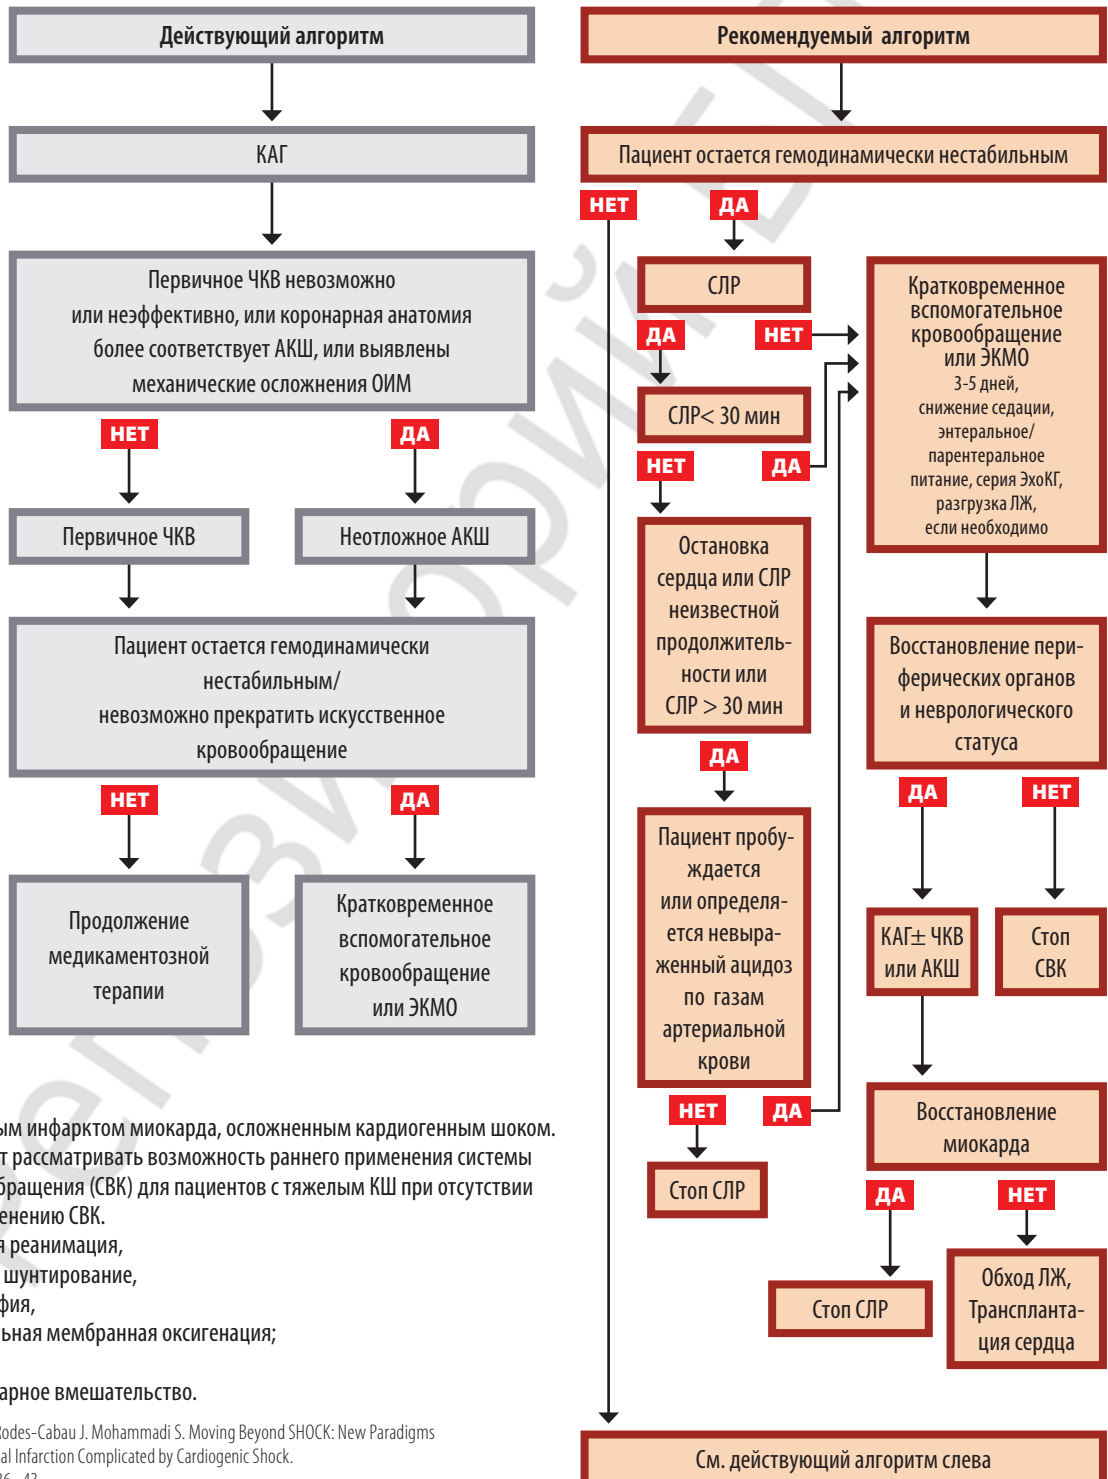 Действующий алгоритм
КАГ
Первичное ЧКВ невозможно
или неэффективно, или коронарная анатомия
более соответствует АКШ, или выявлены
механические осложнения ОИМ
НЕТ
ДА
Первичное ЧКВ
Неотложное АКШ
Пациент остается гемодинамически
нестабильным/
невозможно прекратить искусственное
кровообращение
НЕТ
ДА
Продолжение
медикаментозной
терапии
Кратковременное
вспомогательное
кровообращение
или ЭКМО
Рекомендуемый алгоритм
Пациент остается гемодинамически нестабильным
НЕТ
ДА
СЛР
ДА
НЕТ
СЛР< 30 мин
НЕТ
ДА
Остановка
сердца или СЛР
неизвестной
продолжитель-
ности или
СЛР > 30 мин
ДА
Пациент пробу-
ждается
или определя-
ется невыра-
женный ацидоз
по газам
артериальной
крови
НЕТ
ДА
Стоп СЛР
Кратковременное
вспомогательное
кровообращение
или ЭКМО
3-5 дней,
снижение седации,
энтеральное/
парентеральное
питание, серия ЭхоКГ,
разгрузка ЛЖ,
если необходимо
Восстановление пери-
ферических органов
и неврологического
статуса
ДА
НЕТ
КАГ± ЧКВ
или АКШ
Стоп
СВК
Восстановление
миокарда
ДА
НЕТ
Стоп СЛР
Обход ЛЖ,
Трансланта-
ция сердца
См. действующий алгоритм слева
ым инфарктом миокарда, осложненным кардиогенным шоком.
т рассматривать возможность раннего применения системы
бращения (СВК) для пациентов с тяжелым КШ при отсутствии
енению СВК.
я реанимация,
шунтирование,
фия,
льная мембранная оксигенация;
арное вмешательство.
Rodes-Cabau J. Mohammadi S. Moving Beyond SHOCK: New Paradigms
al Infarction Complicated by Cardiogenic Shock.